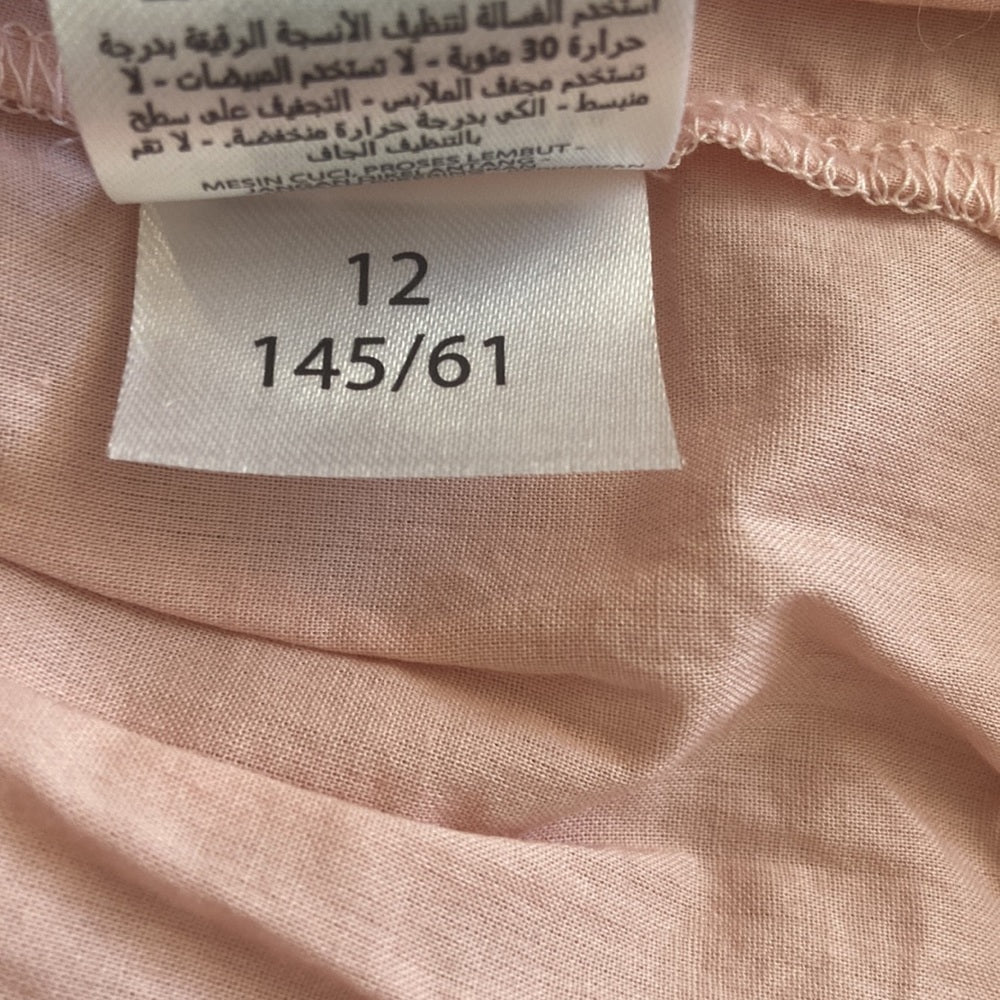 استخدم الغسالة لتنظيف الأنسجة الرقيقة بدرجة
حرارة 30 مئوية - لا تستخدم المبيضات - لا
تستخدم مجفف الملابس - التجفيف على سطح
منبسط - الكي بدرجة حرارة منخفضة. - لا تقم
بالتنظيف الجاف
MESIN CUCI, PROSES LEMBUT -
12
145/61